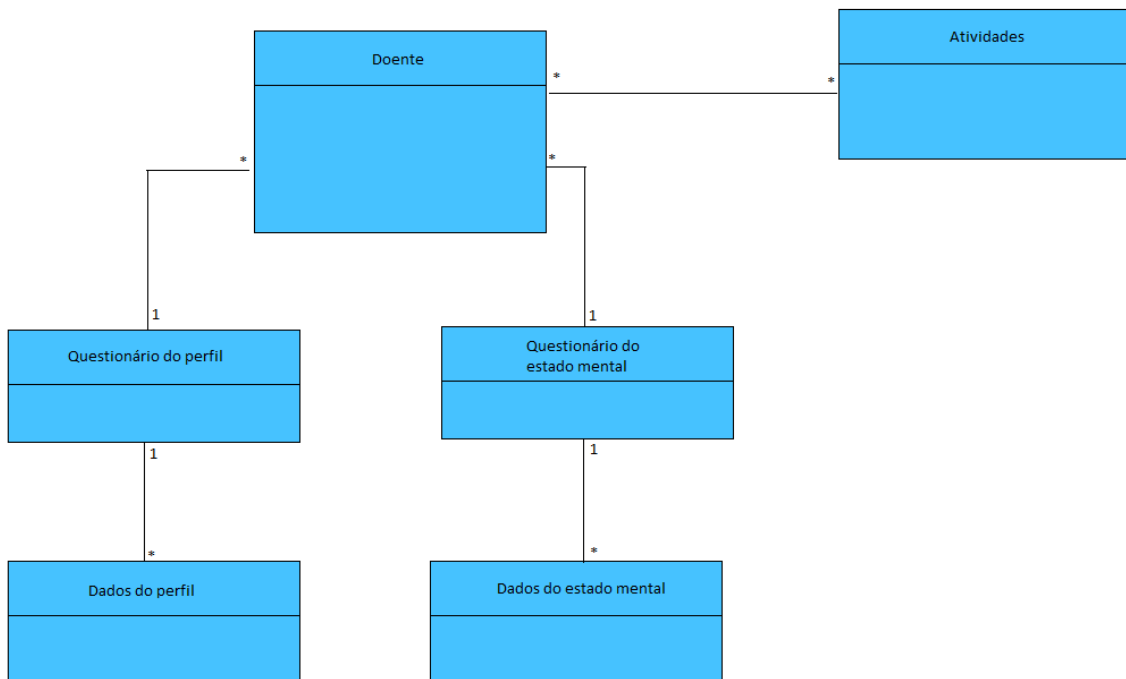 Doente
Atividades
*
*
*
*
1
1
Questionário do perfil
Questionário do
estado mental
1
1
*
*
Dados do perfil
Dados do estado mental